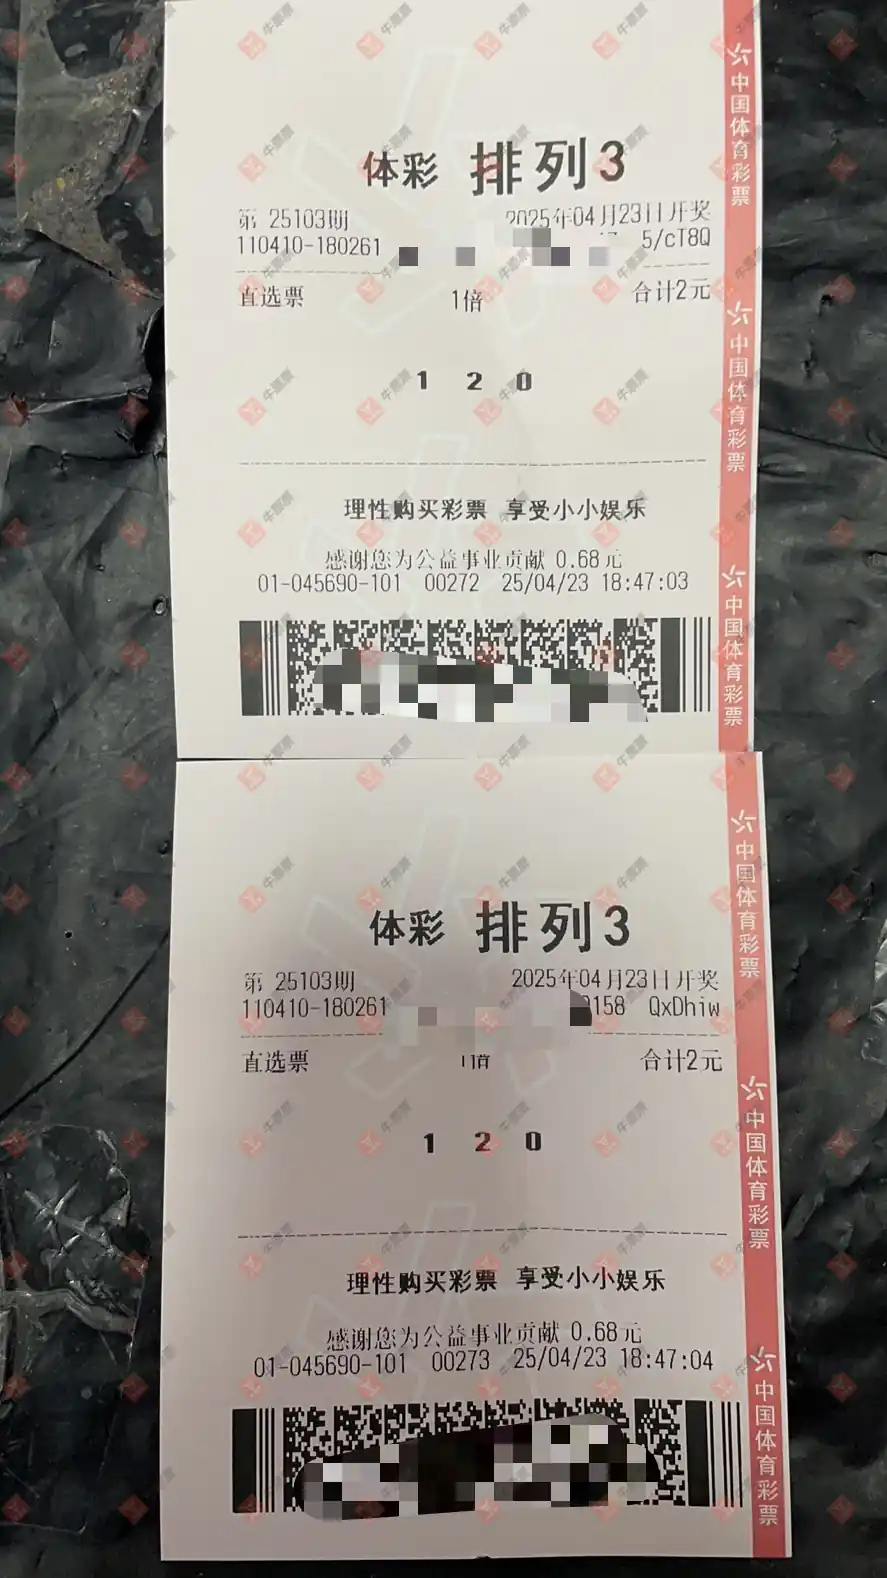 体彩 排列3
第 25103期 2025年04月23日开奖
110410-180261 5/cT8Q
直选票 1倍 合计2元
1 2 0
理性购买彩票 享受小小娱乐
感谢您为公益事业贡献 0.68元
01-045690-101 00272 25/04/23 18:47:03
中国体育彩票
中国体育彩票
中国体育彩票
体彩 排列3
第 25103期 2025年04月23日开奖
110410-180261 0158 QxDhiw
直选票 1倍 合计2元
1 2 0
理性购买彩票 享受小小娱乐
感谢您为公益事业贡献 0.68元
01-045690-101 00273 25/04/23 18:47:04
中国体育彩票
中国体育彩票
中国体育彩票